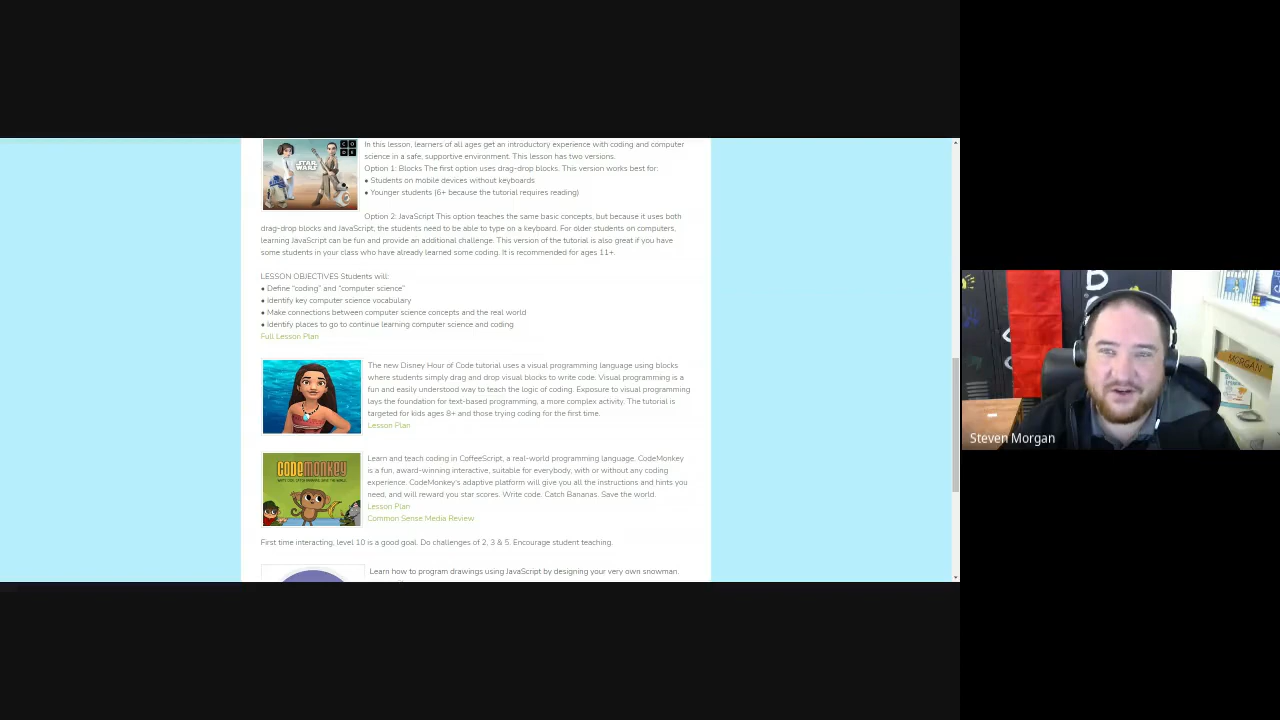 In this lesson, learners of all ages get an introductory experience with coding and computer
science in a safe, supportive environment. This lesson has two versions.
Option 1: Blocks The first option uses drag-drop blocks. This version works best for:
• Students on mobile devices without keyboards
• Younger students (6+ because the tutorial requires reading)
C O
D E
STAR
WARS
Option 2: JavaScript This option teaches the same basic concepts, but because it uses both
drag-drop blocks and JavaScript, the students need to be able to type on a keyboard. For older students on computers,
learning JavaScript can be fun and provide an additional challenge. This version of the tutorial is also great if you have
some students in your class who have already learned some coding. It is recommended for ages 11+.
LESSON OBJECTIVES Students will:
• Define “coding” and “computer science”
• Identify key computer science vocabulary
• Make connections between computer science concepts and the real world
• Identify places to go to continue learning computer science and coding
Full Lesson Plan
The new Disney Hour of Code tutorial uses a visual programming language using blocks
where students simply drag and drop visual blocks to write code. Visual programming is a
fun and easily understood way to teach the logic of coding. Exposure to visual programming
lays the foundation for text-based programming, a more complex activity. The tutorial is
targeted for kids ages 8+ and those trying coding for the first time.
Lesson Plan
CODEMONKEY
WRITE CODE. CATCH BANANAS. SAVE THE WORLD.
Learn and teach coding in CoffeeScript, a real-world programming language. CodeMonkey
is a fun, award-winning interactive, suitable for everybody, with or without any coding
experience. CodeMonkey's adaptive platform will give you all the instructions and hints you
need, and will reward you star scores. Write code. Catch Bananas. Save the world.
Lesson Plan
Common Sense Media Review
First time interacting, level 10 is a good goal. Do challenges of 2, 3 & 5. Encourage student teaching.
Learn how to program drawings using JavaScript by designing your very own snowman.
MORGAN
Steven Morgan